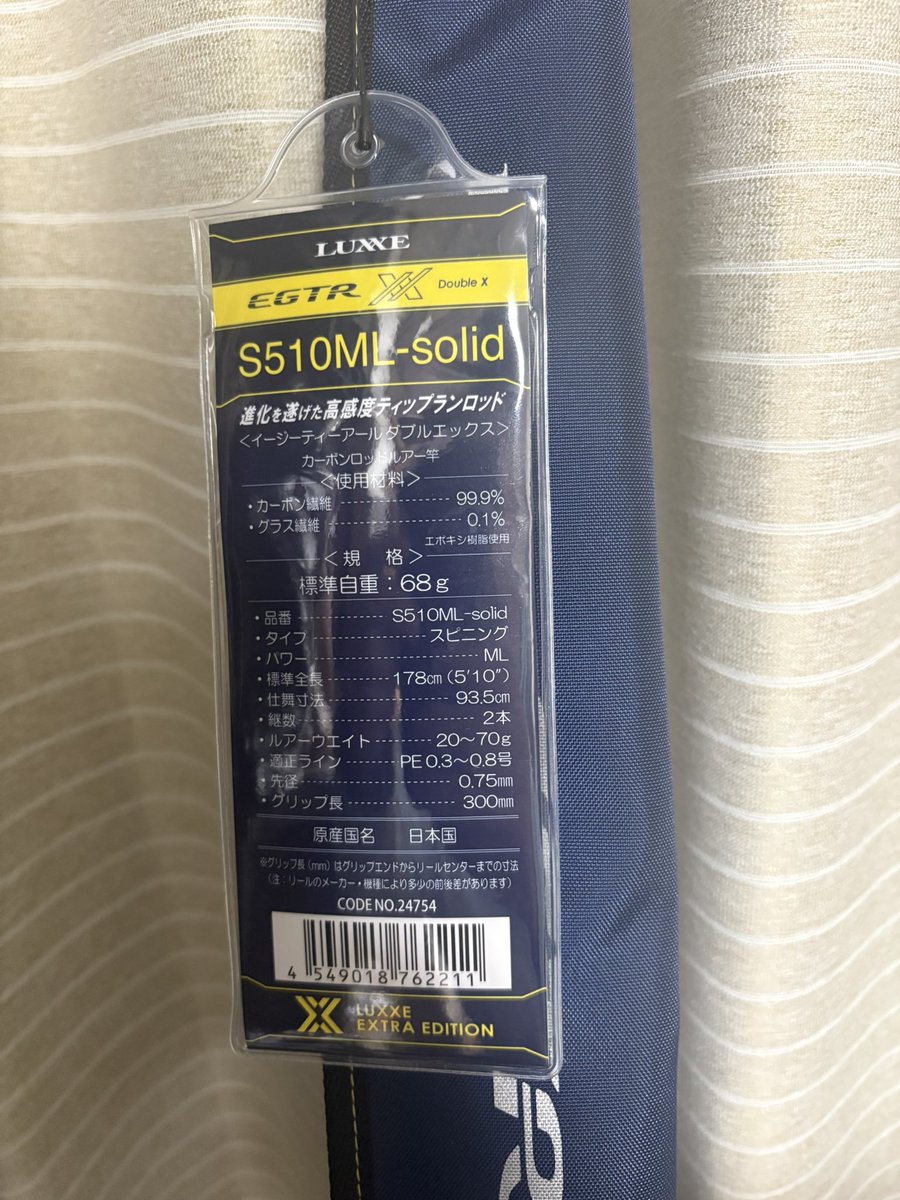 LUXXE
EGTR XX Double X
S510ML-solid
進化を遂げた高感度ティップランロッド
<イージーティーアール ダブルエックス>
カーボンロッド ルアー竿
<使用材料>
・カーボン繊維 ---------------- 99.9%
・グラス繊維 ------------------ 0.1%
エポキシ樹脂使用
<規 格>
標準自重：68g
・品番 ---------------- S510ML-solid
・タイプ ---------------- スピニング
・パワー ---------------- ML
・標準全長 ---------- 178cm (5'10")
・仕舞寸法 ---------------- 93.5cm
・継数 ---------------- 2本
・ルアーウエイト -------- 20〜70g
・適正ライン ------ PE 0.3〜0.8号
・先径 ---------------- 0.75mm
・グリップ長 ---------------- 300mm
原産国名 日本国
※グリップ長（mm）はグリップエンドからリールセンターまでの寸法
（注：リールのメーカー・機種により多少の前後差があります）
CODE NO.24754
4 549018 762211
XX LUXXE
EXTRA EDITION